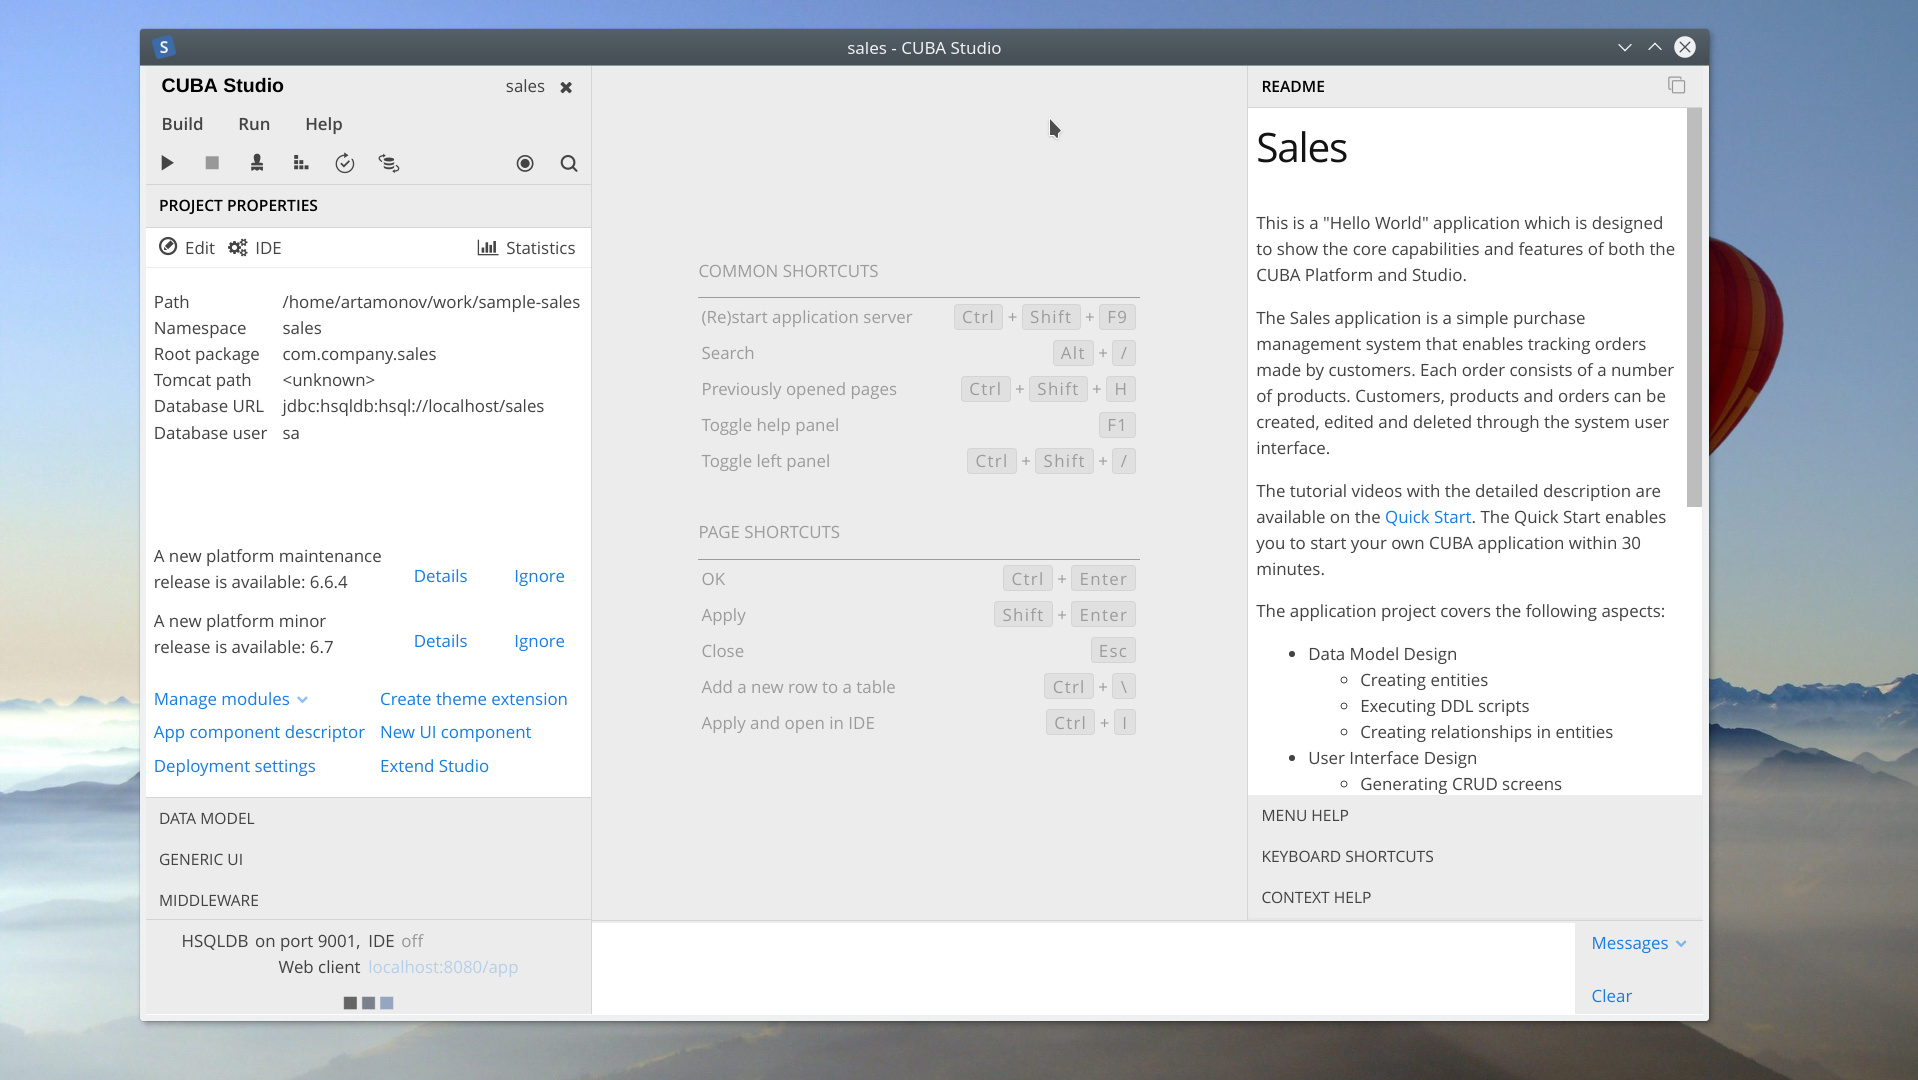 S
sales - CUBA Studio
CUBA Studio
sales
Build Run Help
PROJECT PROPERTIES
Edit IDE Statistics
Path /home/artamonov/work/sample-sales
Namespace sales
Root package com.company.sales
Tomcat path <unknown>
Database URL jdbc:hsqldb:hsql://localhost/sales
Database user sa
A new platform maintenance
release is available: 6.6.4
Details Ignore
A new platform minor
release is available: 6.7
Details Ignore
Manage modules Create theme extension
App component descriptor New UI component
Deployment settings Extend Studio
DATA MODEL
GENERIC UI
MIDDLEWARE
HSQLDB on port 9001, IDE off
Web client localhost:8080/app
COMMON SHORTCUTS
(Re)start application server Ctrl + Shift + F9
Search Alt + /
Previously opened pages Ctrl + Shift + H
Toggle help panel F1
Toggle left panel Ctrl + Shift + /
PAGE SHORTCUTS
OK Ctrl + Enter
Apply Shift + Enter
Close Esc
Add a new row to a table Ctrl + \
Apply and open in IDE Ctrl + I
README
Sales
This is a "Hello World" application which is designed
to show the core capabilities and features of both the
CUBA Platform and Studio.
The Sales application is a simple purchase
management system that enables tracking orders
made by customers. Each order consists of a number
of products. Customers, products and orders can be
created, edited and deleted through the system user
interface.
The tutorial videos with the detailed description are
available on the Quick Start. The Quick Start enables
you to start your own CUBA application within 30
minutes.
The application project covers the following aspects:
• Data Model Design
◦ Creating entities
◦ Executing DDL scripts
◦ Creating relationships in entities
• User Interface Design
◦ Generating CRUD screens
MENU HELP
KEYBOARD SHORTCUTS
CONTEXT HELP
Messages
Clear